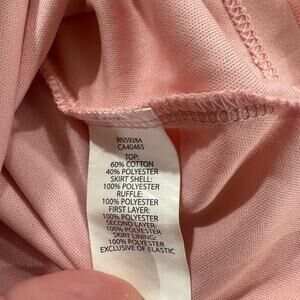 RN5928A
CA40465
TOP:
60% COTTON
40% POLYESTER
SKIRT SHELL:
100% POLYESTER
RUFFLE:
100% POLYESTER
FIRST LAYER:
100% POLYESTER
SECOND LAYER:
100% POLYESTER
SKIRT LINING:
100% POLYESTER
EXCLUSIVE OF ELASTIC